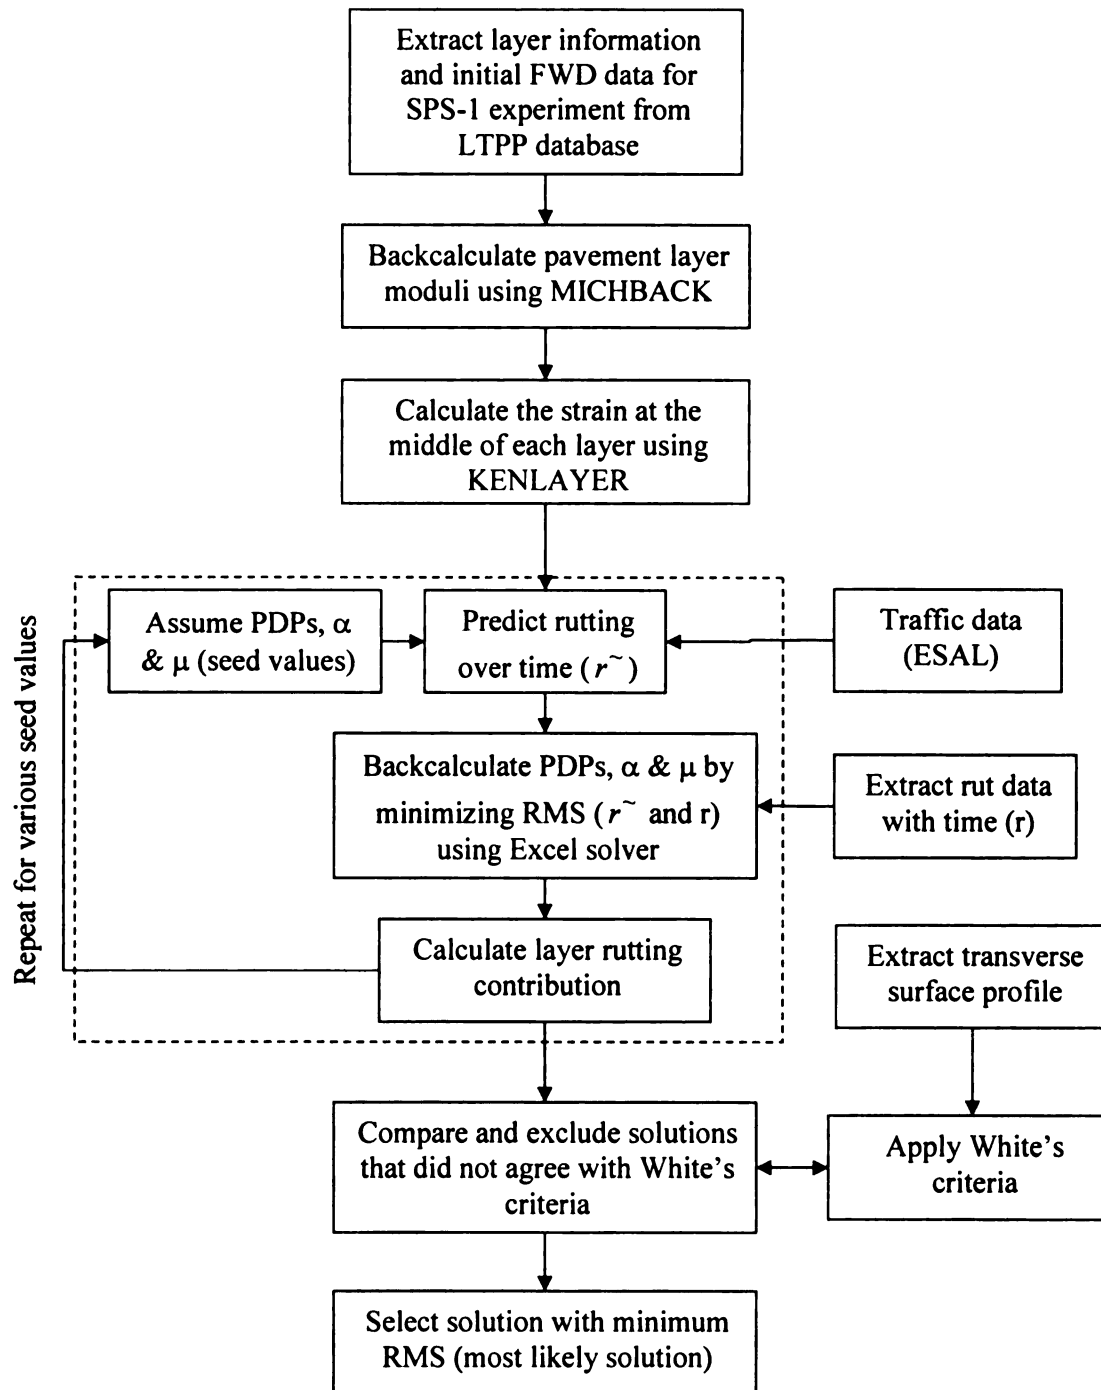 Extract layer information
and initial FWD data for
SPS-1 experiment from
LTPP database
Backcalculate pavement layer
moduli using MICHBACK
Calculate the strain at the
middle of each layer using
KENLAYER
Repeat for various seed values
Assume PDPs, α
& μ (seed values)
Predict rutting
over time (r~)
Traffic data
(ESAL)
Backcalculate PDPs, α & μ by
minimizing RMS (r~ and r)
using Excel solver
Extract rut data
with time (r)
Calculate layer rutting
contribution
Extract transverse
surface profile
Compare and exclude solutions
that did not agree with White's
criteria
Apply White's
criteria
Select solution with minimum
RMS (most likely solution)